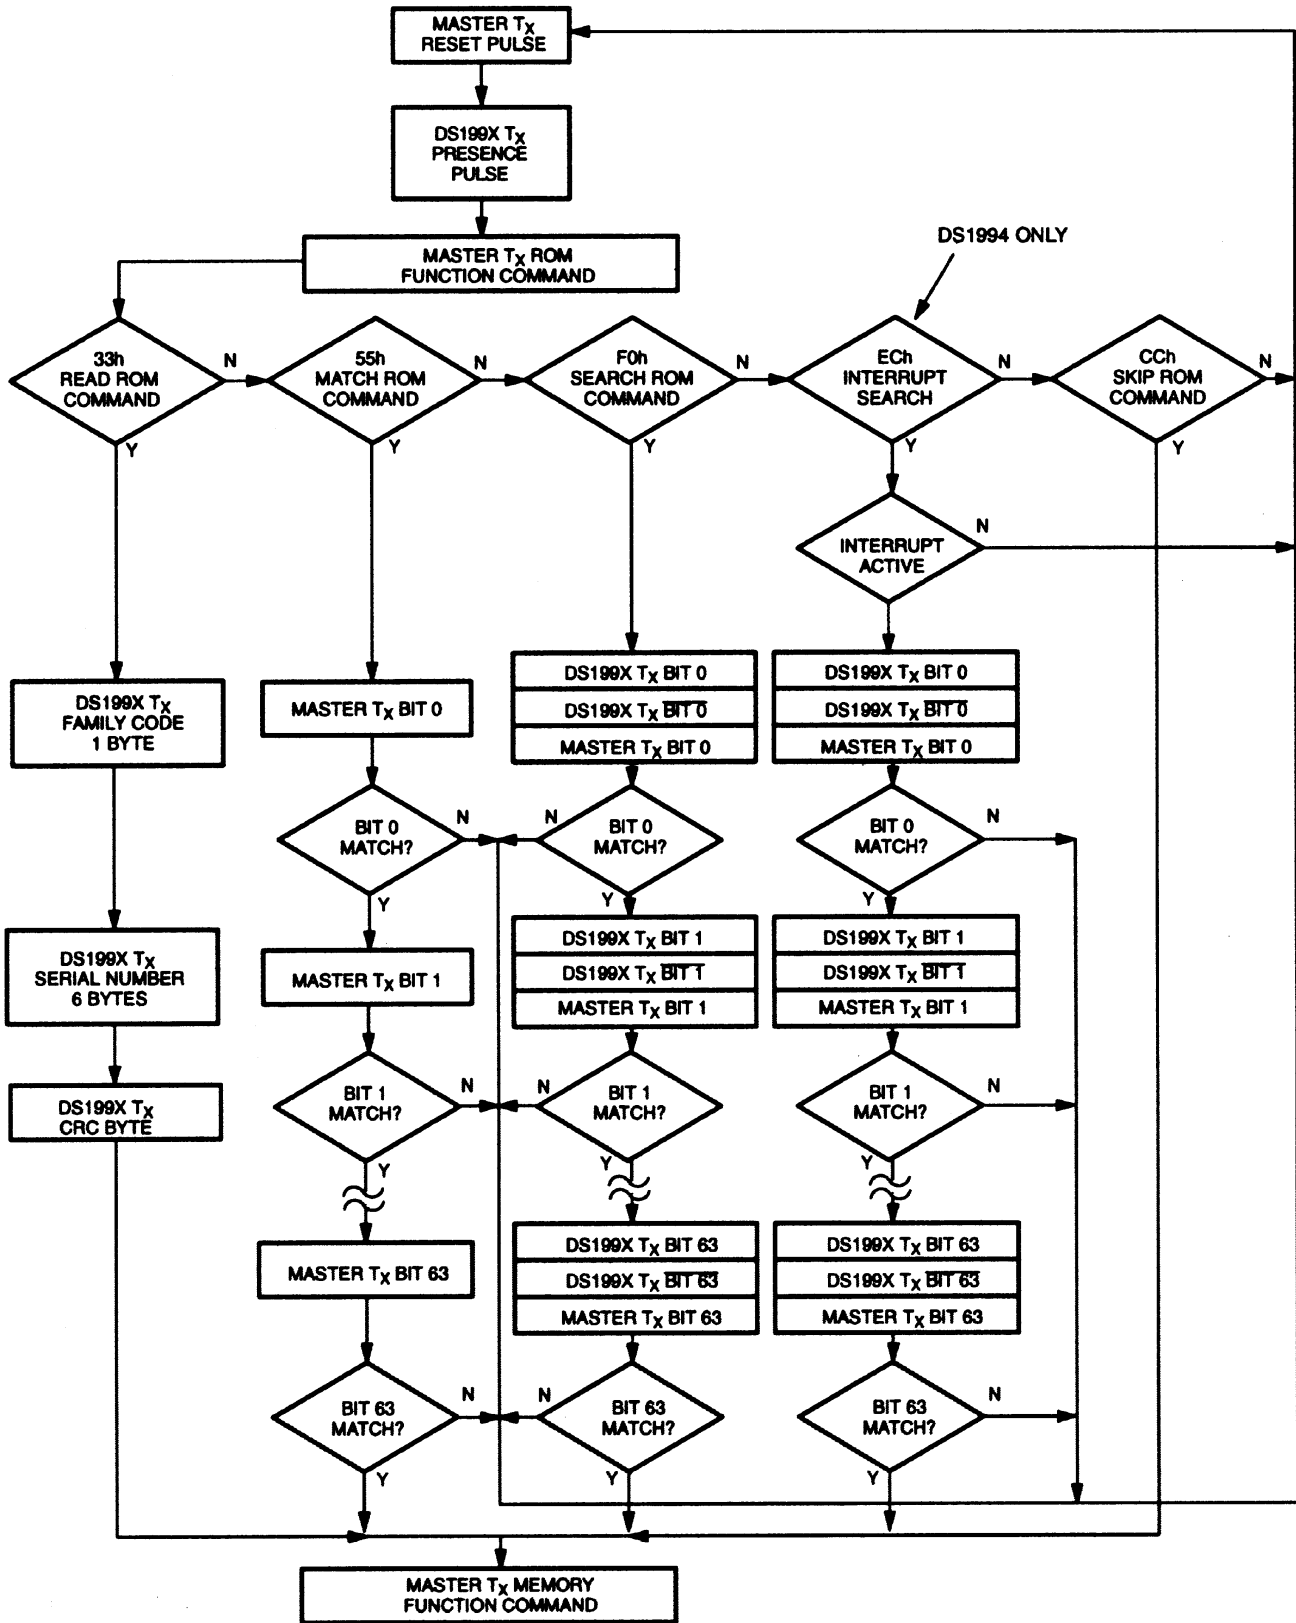 MASTER TX
RESET PULSE
DS199X TX
PRESENCE
PULSE
MASTER TX ROM
FUNCTION COMMAND
DS1994 ONLY
33h
READ ROM
COMMAND
N
Y
55h
MATCH ROM
COMMAND
N
Y
F0h
SEARCH ROM
COMMAND
N
Y
ECh
INTERRUPT
SEARCH
N
Y
CCh
SKIP ROM
COMMAND
N
Y
INTERRUPT
ACTIVE
N
DS199X TX
FAMILY CODE
1 BYTE
DS199X TX
SERIAL NUMBER
6 BYTES
DS199X TX
CRC BYTE
MASTER TX BIT 0
BIT 0
MATCH?
N
Y
MASTER TX BIT 1
BIT 1
MATCH?
N
Y
MASTER TX BIT 63
BIT 63
MATCH?
N
Y
DS199X TX BIT 0
DS199X TX BIT 0
MASTER TX BIT 0
BIT 0
MATCH?
N
Y
DS199X TX BIT 1
DS199X TX BIT 1
MASTER TX BIT 1
BIT 1
MATCH?
N
Y
DS199X TX BIT 63
DS199X TX BIT 63
MASTER TX BIT 63
BIT 63
MATCH?
N
Y
DS199X TX BIT 0
DS199X TX BIT 0
MASTER TX BIT 0
BIT 0
MATCH?
N
Y
DS199X TX BIT 1
DS199X TX BIT 1
MASTER TX BIT 1
BIT 1
MATCH?
N
Y
DS199X TX BIT 63
DS199X TX BIT 63
MASTER TX BIT 63
BIT 63
MATCH?
N
Y
MASTER TX MEMORY
FUNCTION COMMAND